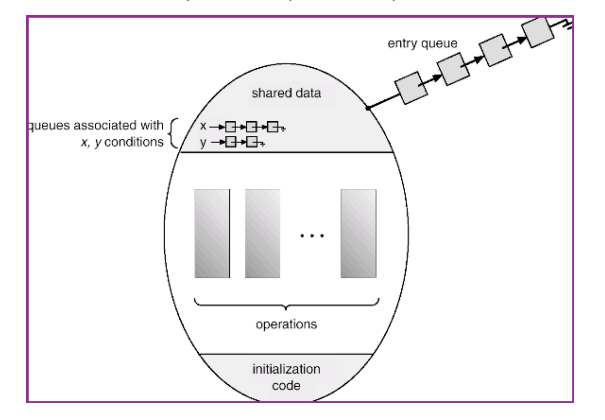 entry queue
shared data
queues associated with
x, y conditions
x
y
...
operations
initialization
code